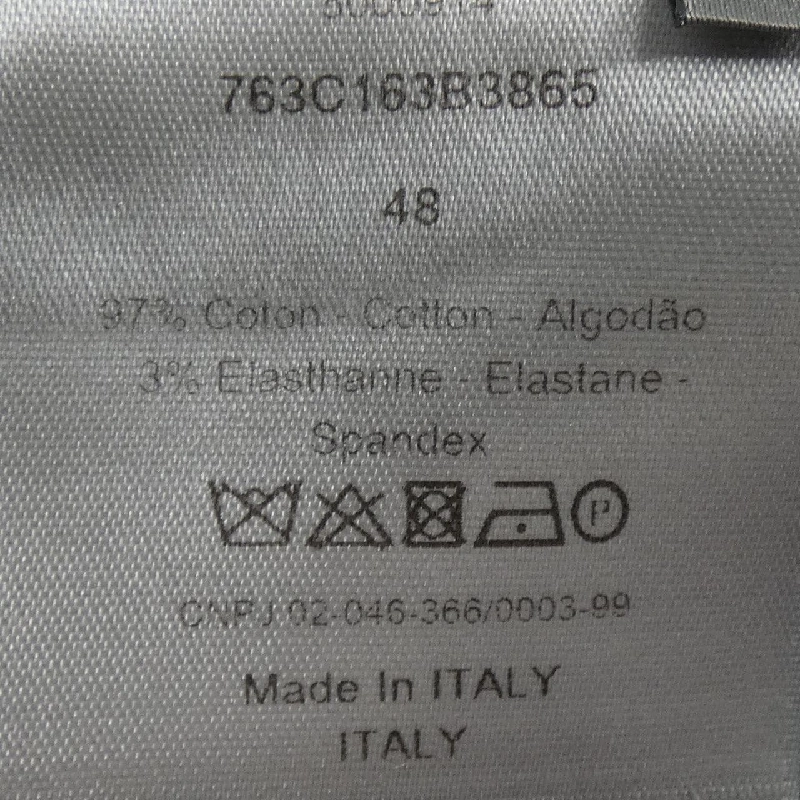 763C163B3865
48
97% Coton - Cotton - Algodão
3% Elasthanne - Elastane -
Spandex
P
CNPJ 02-046-366/0003-99
Made In ITALY
ITALY